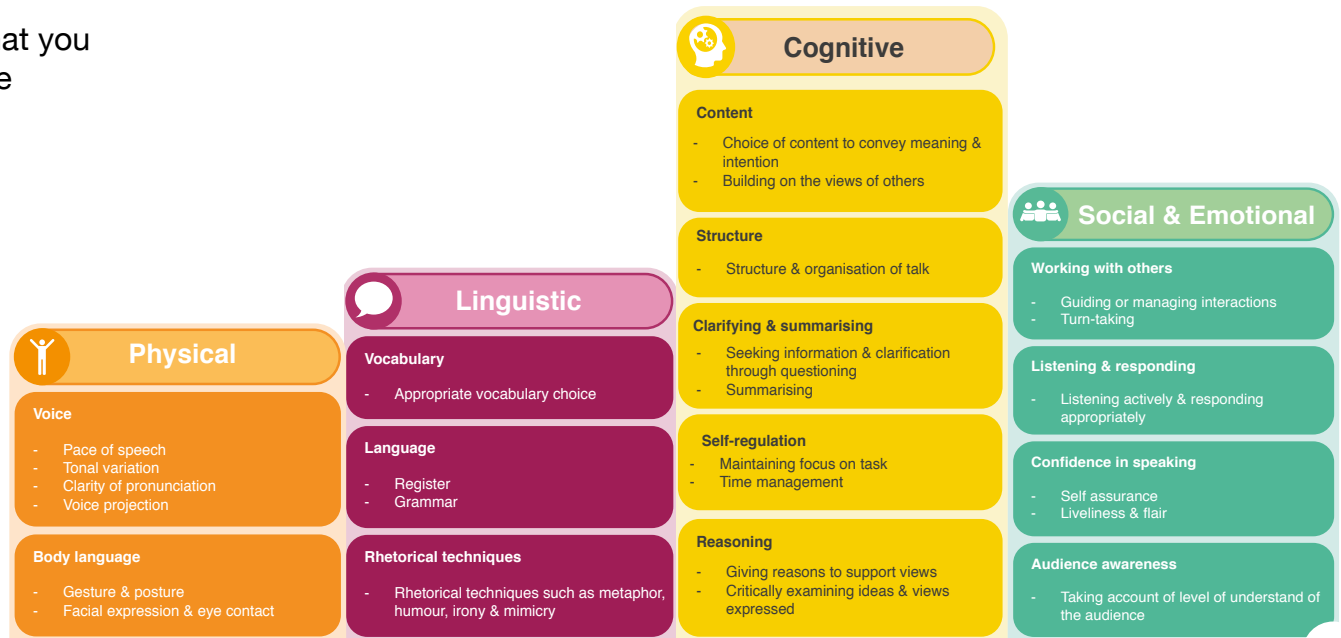 at you
e
Physical
Voice
- Pace of speech
- Tonal variation
- Clarity of pronunciation
- Voice projection
Body language
- Gesture & posture
- Facial expression & eye contact
Linguistic
Vocabulary
- Appropriate vocabulary choice
Language
- Register
- Grammar
Rhetorical techniques
- Rhetorical techniques such as metaphor,
humour, irony & mimicry
Cognitive
Content
- Choice of content to convey meaning &
intention
- Building on the views of others
Structure
- Structure & organisation of talk
Clarifying & summarising
- Seeking information & clarification
through questioning
- Summarising
Self-regulation
- Maintaining focus on task
- Time management
Reasoning
- Giving reasons to support views
- Critically examining ideas & views
expressed
Social & Emotional
Working with others
- Guiding or managing interactions
- Turn-taking
Listening & responding
- Listening actively & responding
appropriately
Confidence in speaking
- Self assurance
- Liveliness & flair
Audience awareness
- Taking account of level of understand of
the audience